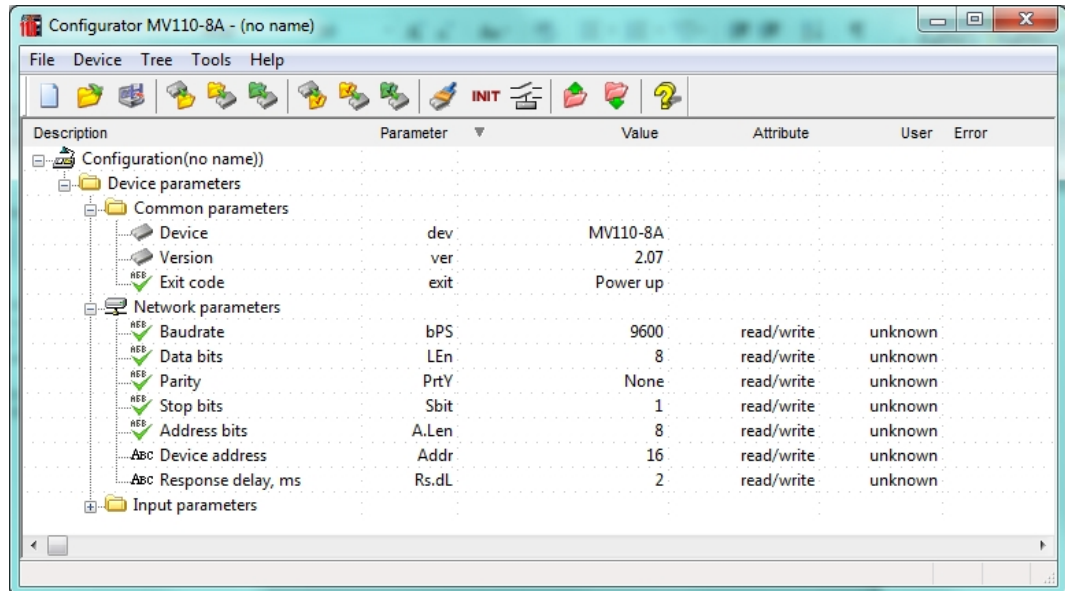 Configurator MV110-8A - (no name)
File Device Tree Tools Help
INIT
Description Parameter Value Attribute User Error
Configuration(no name))
Device parameters
Common parameters
Device dev MV110-8A
Version ver 2.07
Exit code exit Power up
Network parameters
Baudrate bPS 9600 read/write unknown
Data bits LEn 8 read/write unknown
Parity PrtY None read/write unknown
Stop bits Sbit 1 read/write unknown
Address bits A.Len 8 read/write unknown
ABC Device address Addr 16 read/write unknown
ABC Response delay, ms Rs.dL 2 read/write unknown
Input parameters